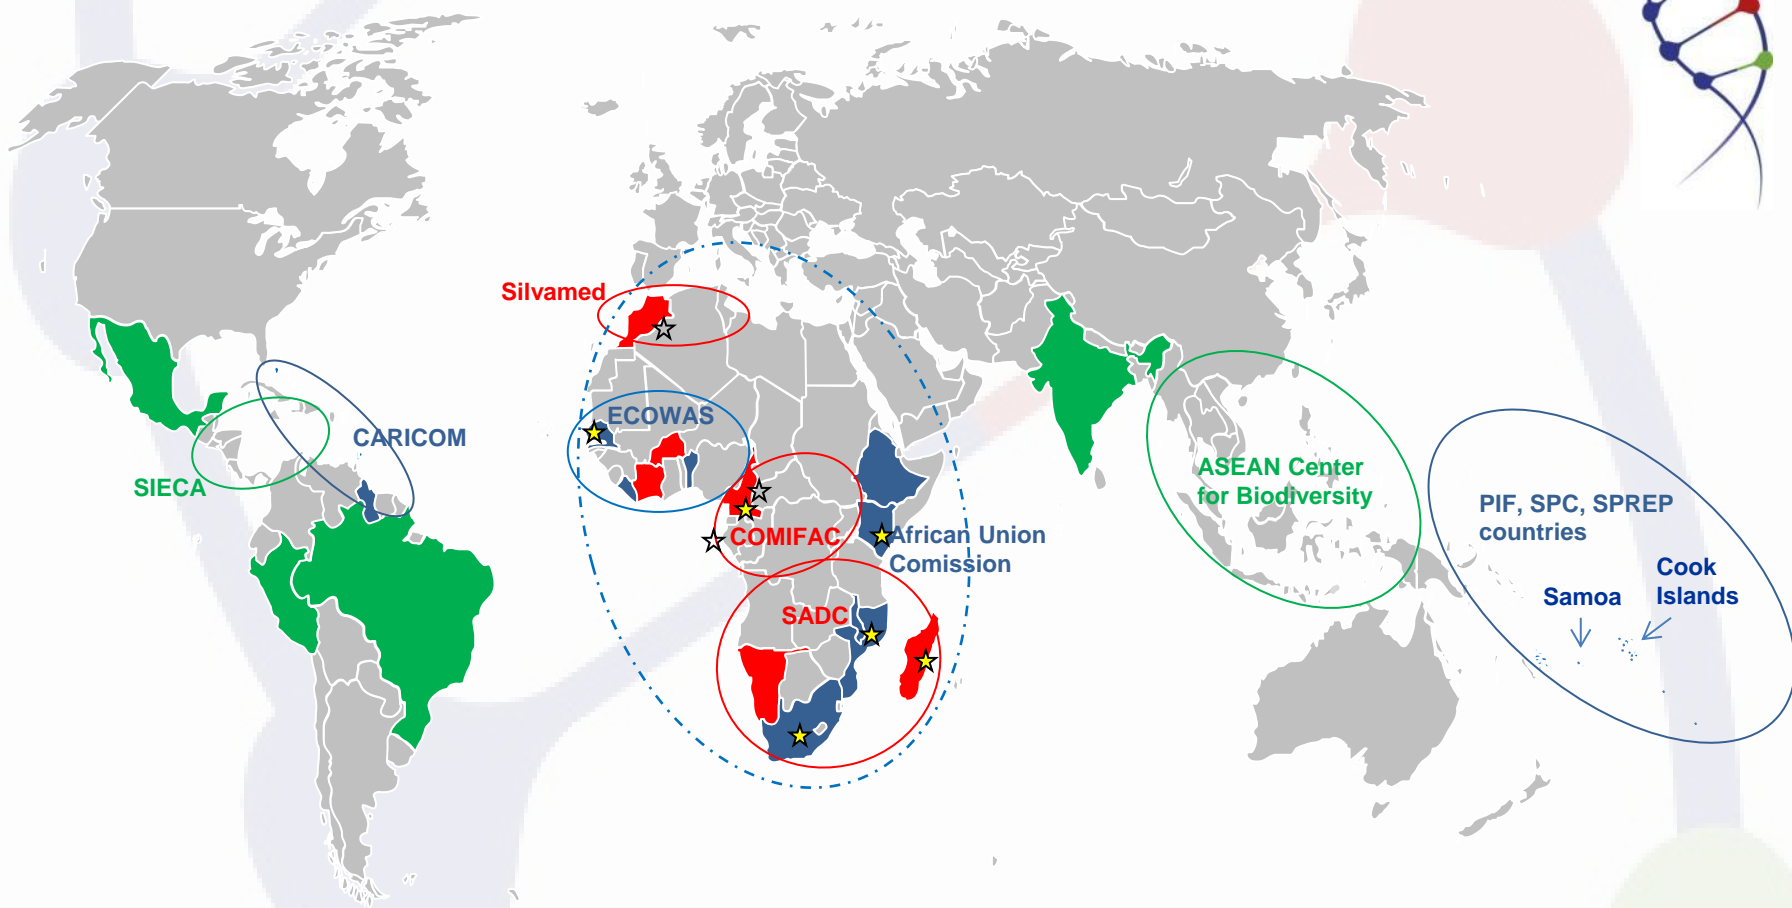 Silvamed
ECOWAS
CARICOM
SIECA
COMIFAC
African Union
Comission
SADC
ASEAN Center
for Biodiversity
PIF, SPC, SPREP
countries
Cook
Islands
Samoa